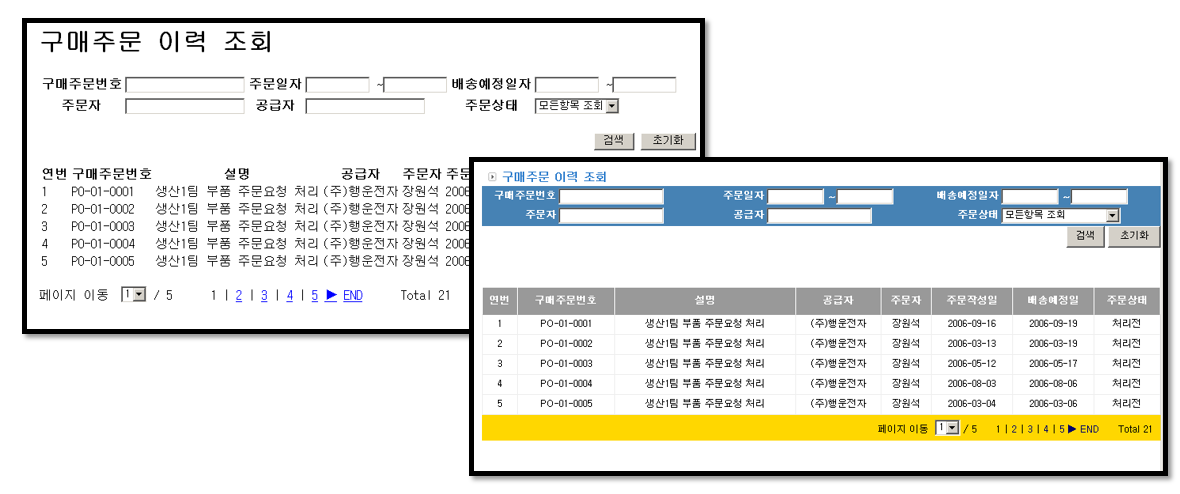 구매주문 이력 조회
구매주문번호 주문일자 ~ 배송예정일자 ~
주문자 공급자 주문상태 모든항목 조회
검색 초기화
연번 구매주문번호 설명 공급자 주문자 주문
1 PO-01-0001 생산1팀 부품 주문요청 처리 (주)행운전자 장원석 2006
2 PO-01-0002 생산1팀 부품 주문요청 처리 (주)행운전자 장원석 2006
3 PO-01-0003 생산1팀 부품 주문요청 처리 (주)행운전자 장원석 2006
4 PO-01-0004 생산1팀 부품 주문요청 처리 (주)행운전자 장원석 2006
5 PO-01-0005 생산1팀 부품 주문요청 처리 (주)행운전자 장원석 2006
페이지 이동 1 / 5 1 | 2 | 3 | 4 | 5 ▶ END Total 21
구매주문 이력 조회
구매주문번호 주문일자 ~ 배송예정일자 ~
주문자 공급자 주문상태 모든항목 조회
검색 초기화
연번 구매주문번호 설명 공급자 주문자 주문작성일 배송예정일 주문상태
1 PO-01-0001 생산1팀 부품 주문요청 처리 (주)행운전자 장원석 2006-09-16 2006-09-19 처리전
2 PO-01-0002 생산1팀 부품 주문요청 처리 (주)행운전자 장원석 2006-03-13 2006-03-19 처리전
3 PO-01-0003 생산1팀 부품 주문요청 처리 (주)행운전자 장원석 2006-05-12 2006-05-17 처리전
4 PO-01-0004 생산1팀 부품 주문요청 처리 (주)행운전자 장원석 2006-08-03 2006-08-06 처리전
5 PO-01-0005 생산1팀 부품 주문요청 처리 (주)행운전자 장원석 2006-03-04 2006-03-06 처리전
페이지 이동 1 / 5 1 | 2 | 3 | 4 | 5 ▶ END Total 21